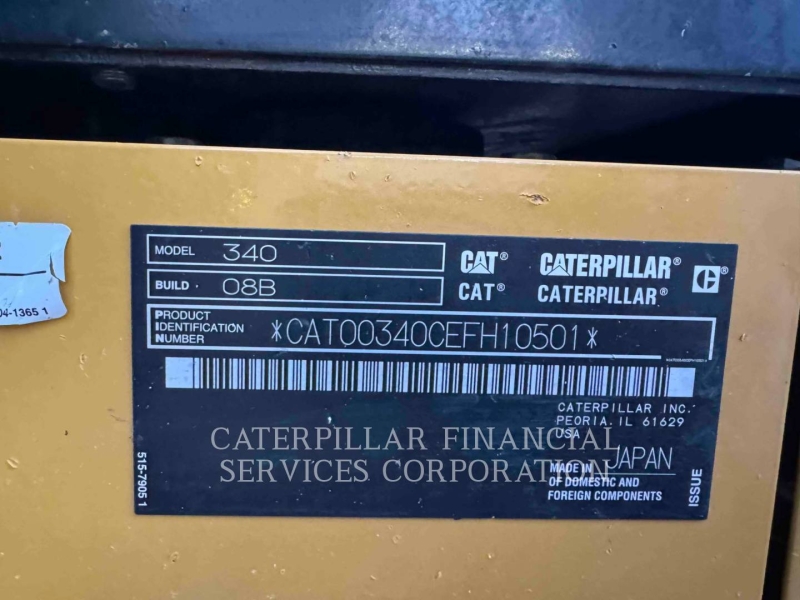 04-1365 1
MODEL 340
BUILD 08B
CAT® CATERPILLAR®
CAT® CATERPILLAR®
PRODUCT
IDENTIFICATION
NUMBER
*CAT00340CEFH10501*
CATERPILLAR INC.
PEORIA. IL 61629
USA
CATERPILLAR FINANCIAL
SERVICES CORPORATION
JAPAN
MADE IN
OF DOMESTIC AND
FOREIGN COMPONENTS
515-7905 1
ISSUE